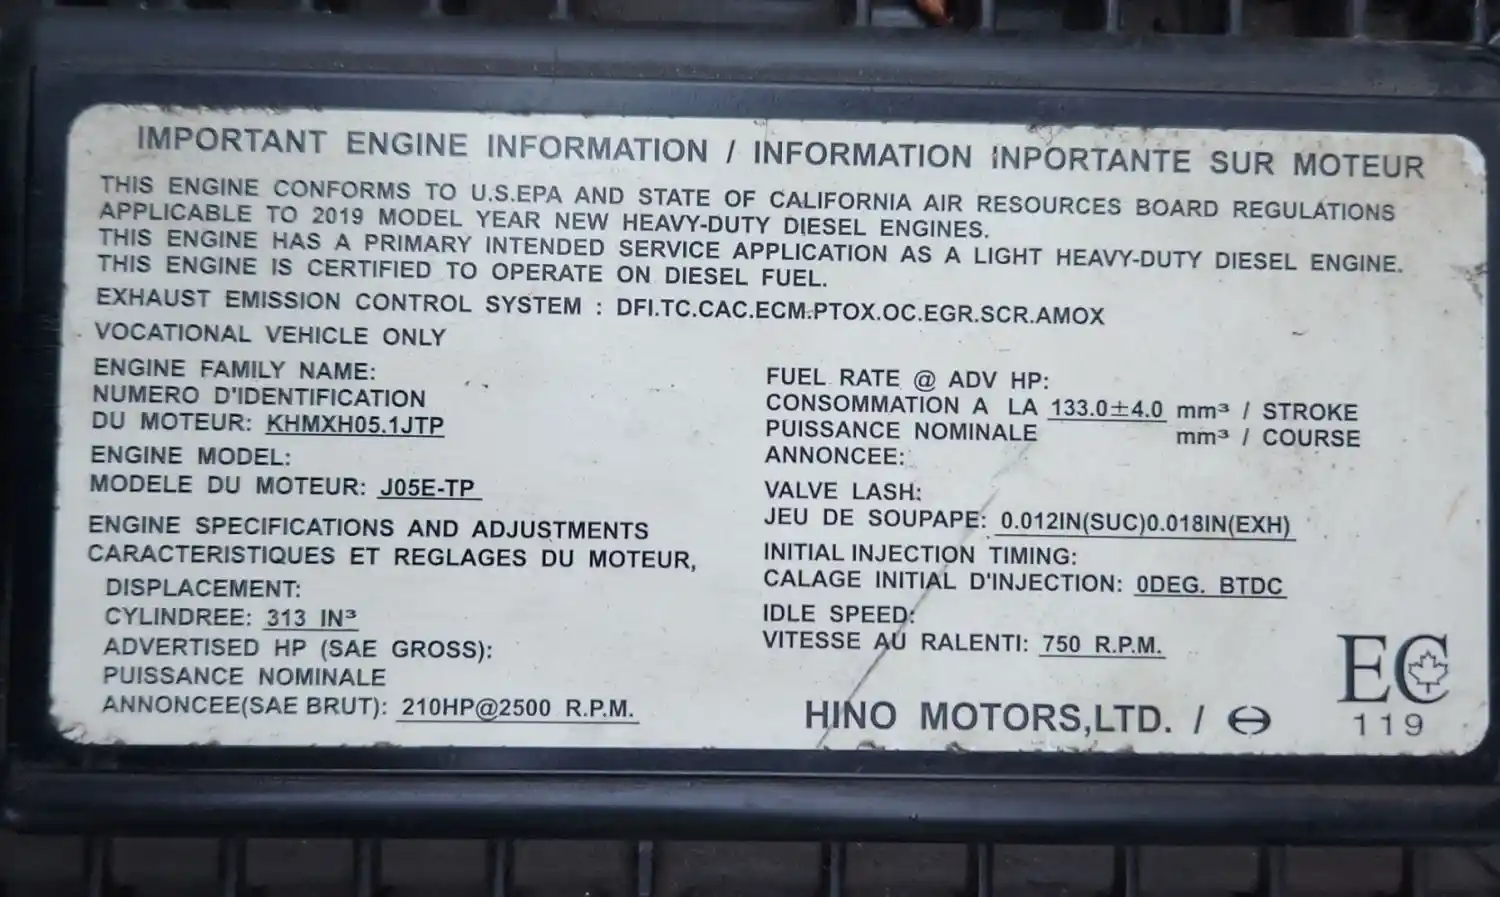 IMPORTANT ENGINE INFORMATION / INFORMATION INPORTANTE SUR MOTEUR
THIS ENGINE CONFORMS TO U.S.EPA AND STATE OF CALIFORNIA AIR RESOURCES BOARD REGULATIONS
APPLICABLE TO 2019 MODEL YEAR NEW HEAVY-DUTY DIESEL ENGINES.
THIS ENGINE HAS A PRIMARY INTENDED SERVICE APPLICATION AS A LIGHT HEAVY-DUTY DIESEL ENGINE.
THIS ENGINE IS CERTIFIED TO OPERATE ON DIESEL FUEL.
EXHAUST EMISSION CONTROL SYSTEM : DFI.TC.CAC.ECM.PTOX.OC.EGR.SCR.AMOX
VOCATIONAL VEHICLE ONLY
ENGINE FAMILY NAME:
NUMERO D'IDENTIFICATION
DU MOTEUR: KHMXH05.1JTP
ENGINE MODEL:
MODELE DU MOTEUR: J05E-TP
ENGINE SPECIFICATIONS AND ADJUSTMENTS
CARACTERISTIQUES ET REGLAGES DU MOTEUR,
DISPLACEMENT:
CYLINDREE: 313 IN³
ADVERTISED HP (SAE GROSS):
PUISSANCE NOMINALE
ANNONCEE(SAE BRUT): 210HP@2500 R.P.M.
FUEL RATE @ ADV HP:
CONSOMMATION A LA 133.0±4.0 mm³ / STROKE
PUISSANCE NOMINALE mm³ / COURSE
ANNONCEE:
VALVE LASH:
JEU DE SOUPAPE: 0.012IN(SUC)0.018IN(EXH)
INITIAL INJECTION TIMING:
CALAGE INITIAL D'INJECTION: 0DEG. BTDC
IDLE SPEED:
VITESSE AU RALENTI: 750 R.P.M.
HINO MOTORS,LTD. /
EC
119